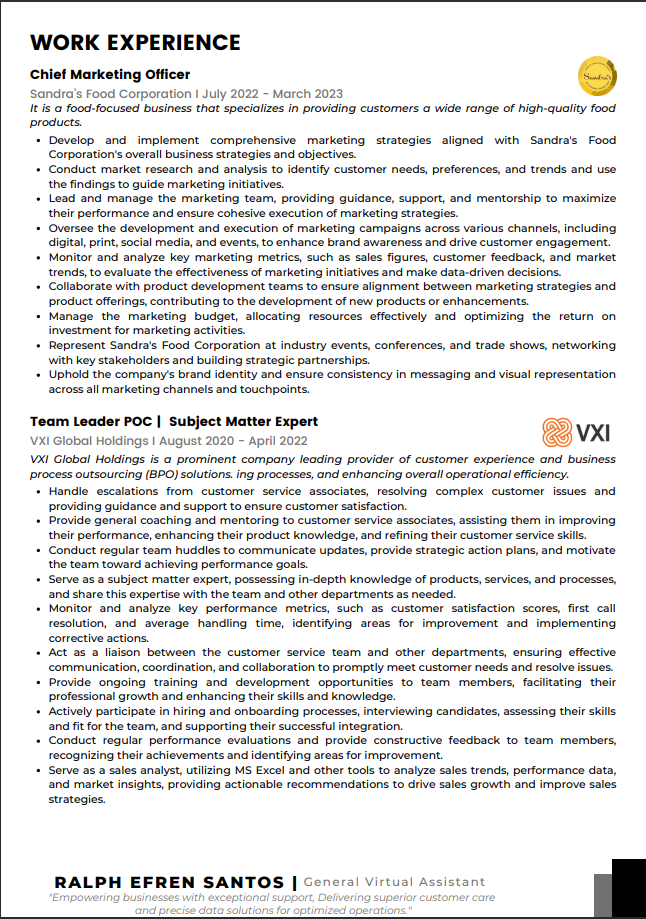 WORK EXPERIENCE
Chief Marketing Officer
Sandra's Food Corporation I July 2022 - March 2023
Sandra's
It is a food-focused business that specializes in providing customers a wide range of high-quality food
products.
• Develop and implement comprehensive marketing strategies aligned with Sandra's Food
Corporation's overall business strategies and objectives.
• Conduct market research and analysis to identify customer needs, preferences, and trends and use
the findings to guide marketing initiatives.
• Lead and manage the marketing team, providing guidance, support, and mentorship to maximize
their performance and ensure cohesive execution of marketing strategies.
• Oversee the development and execution of marketing campaigns across various channels, including
digital, print, social media, and events, to enhance brand awareness and drive customer engagement.
• Monitor and analyze key marketing metrics, such as sales figures, customer feedback, and market
trends, to evaluate the effectiveness of marketing initiatives and make data-driven decisions.
• Collaborate with product development teams to ensure alignment between marketing strategies and
product offerings, contributing to the development of new products or enhancements.
• Manage the marketing budget, allocating resources effectively and optimizing the return on
investment for marketing activities.
• Represent Sandra's Food Corporation at industry events, conferences, and trade shows, networking
with key stakeholders and building strategic partnerships.
• Uphold the company's brand identity and ensure consistency in messaging and visual representation
across all marketing channels and touchpoints.
Team Leader POC | Subject Matter Expert
VXI Global Holdings I August 2020 - April 2022
VXI
VXI Global Holdings is a prominent company leading provider of customer experience and business
process outsourcing (BPO) solutions. ing processes, and enhancing overall operational efficiency.
• Handle escalations from customer service associates, resolving complex customer issues and
providing guidance and support to ensure customer satisfaction.
• Provide general coaching and mentoring to customer service associates, assisting them in improving
their performance, enhancing their product knowledge, and refining their customer service skills.
• Conduct regular team huddles to communicate updates, provide strategic action plans, and motivate
the team toward achieving performance goals.
• Serve as a subject matter expert, possessing in-depth knowledge of products, services, and processes,
and share this expertise with the team and other departments as needed.
• Monitor and analyze key performance metrics, such as customer satisfaction scores, first call
resolution, and average handling time, identifying areas for improvement and implementing
corrective actions.
• Act as a liaison between the customer service team and other departments, ensuring effective
communication, coordination, and collaboration to promptly meet customer needs and resolve issues.
• Provide ongoing training and development opportunities to team members, facilitating their
professional growth and enhancing their skills and knowledge.
• Actively participate in hiring and onboarding processes, interviewing candidates, assessing their skills
and fit for the team, and supporting their successful integration.
• Conduct regular performance evaluations and provide constructive feedback to team members,
recognizing their achievements and identifying areas for improvement.
• Serve as a sales analyst, utilizing MS Excel and other tools to analyze sales trends, performance data,
and market insights, providing actionable recommendations to drive sales growth and improve sales
strategies.
RALPH EFREN SANTOS | General Virtual Assistant
"Empowering businesses with exceptional support, Delivering superior customer care
and precise data solutions for optimized operations."